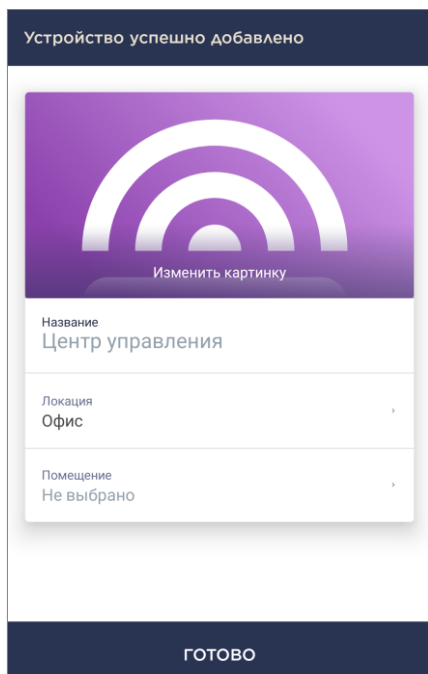 Устройство успешно добавлено
Изменить картинку
Название
Центр управления
Локация
Офис
Помещение
Не выбрано
ГОТОВО